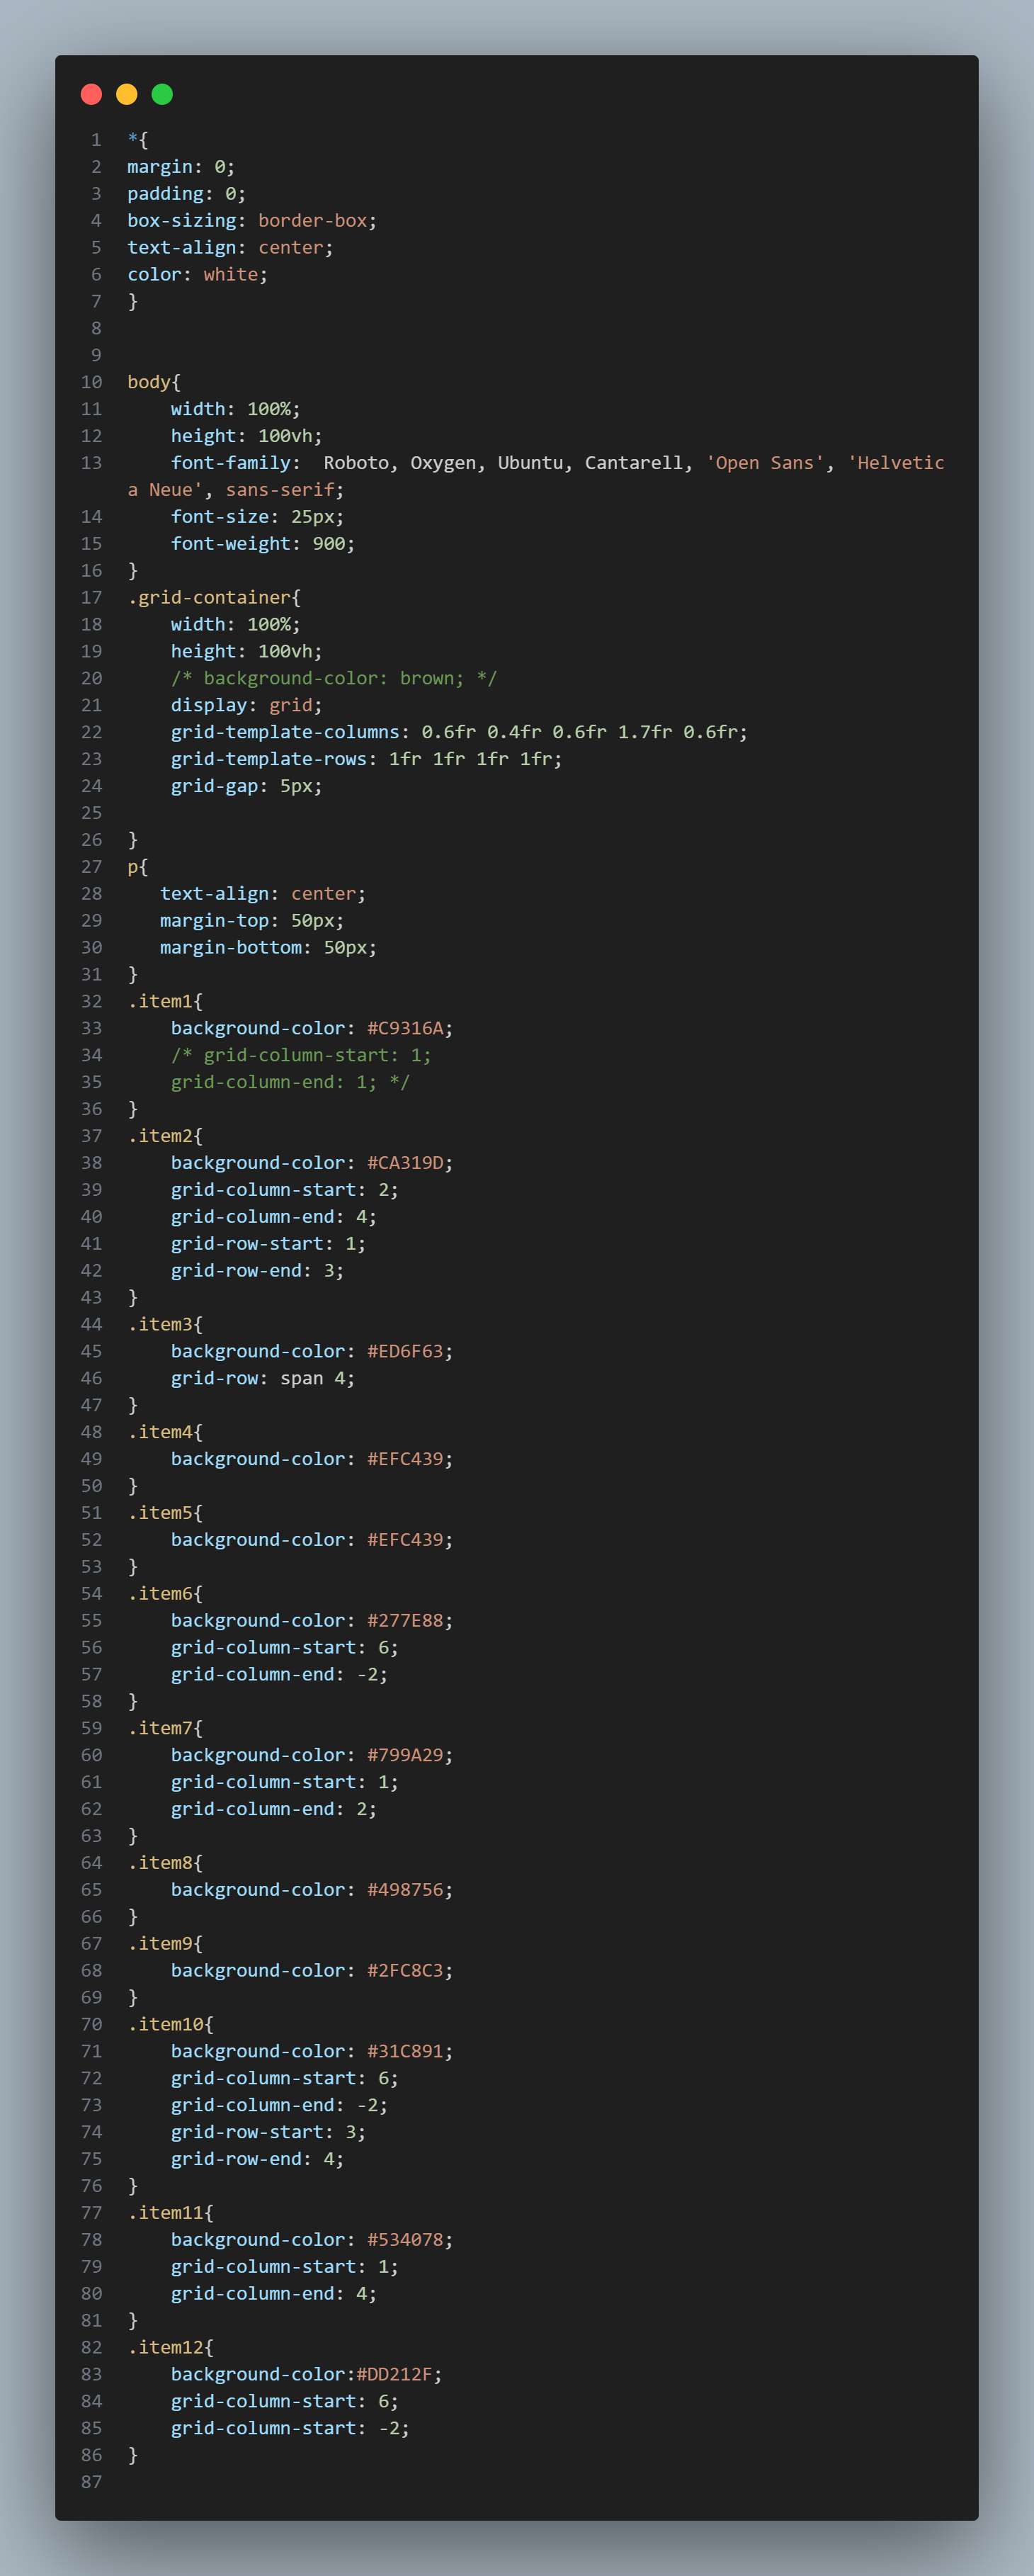 1 *{
2 margin: 0;
3 padding: 0;
4 box-sizing: border-box;
5 text-align: center;
6 color: white;
7 }
8
9
10 body{
11     width: 100%;
12     height: 100vh;
13     font-family:  Roboto, Oxygen, Ubuntu, Cantarell, 'Open Sans', 'Helvetic
a Neue', sans-serif;
14     font-size: 25px;
15     font-weight: 900;
16 }
17 .grid-container{
18     width: 100%;
19     height: 100vh;
20     /* background-color: brown; */
21     display: grid;
22     grid-template-columns: 0.6fr 0.4fr 0.6fr 1.7fr 0.6fr;
23     grid-template-rows: 1fr 1fr 1fr 1fr;
24     grid-gap: 5px;
25
26 }
27 p{
28    text-align: center;
29    margin-top: 50px;
30    margin-bottom: 50px;
31 }
32 .item1{
33     background-color: #C9316A;
34     /* grid-column-start: 1;
35     grid-column-end: 1; */
36 }
37 .item2{
38     background-color: #CA319D;
39     grid-column-start: 2;
40     grid-column-end: 4;
41     grid-row-start: 1;
42     grid-row-end: 3;
43 }
44 .item3{
45     background-color: #ED6F63;
46     grid-row: span 4;
47 }
48 .item4{
49     background-color: #EFC439;
50 }
51 .item5{
52     background-color: #EFC439;
53 }
54 .item6{
55     background-color: #277E88;
56     grid-column-start: 6;
57     grid-column-end: -2;
58 }
59 .item7{
60     background-color: #799A29;
61     grid-column-start: 1;
62     grid-column-end: 2;
63 }
64 .item8{
65     background-color: #498756;
66 }
67 .item9{
68     background-color: #2FC8C3;
69 }
70 .item10{
71     background-color: #31C891;
72     grid-column-start: 6;
73     grid-column-end: -2;
74     grid-row-start: 3;
75     grid-row-end: 4;
76 }
77 .item11{
78     background-color: #534078;
79     grid-column-start: 1;
80     grid-column-end: 4;
81 }
82 .item12{
83     background-color:#DD212F;
84     grid-column-start: 6;
85     grid-column-start: -2;
86 }
87